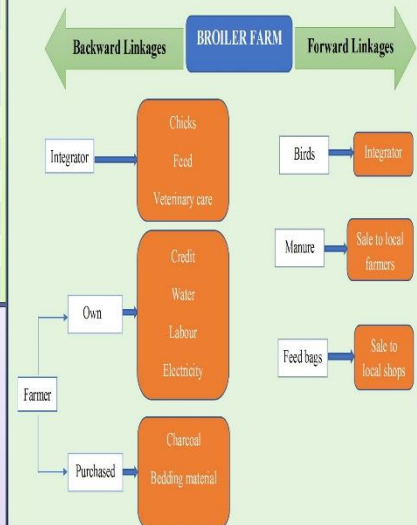 Backward Linkages
BROILER FARM
Forward Linkages
Integrator
Chicks
Feed
Veterinary care
Farmer
Own
Credit
Water
Labour
Electricity
Purchased
Charcoal
Bedding material
Birds
Integrator
Manure
Sale to local
farmers
Feed bags
Sale to
local shops